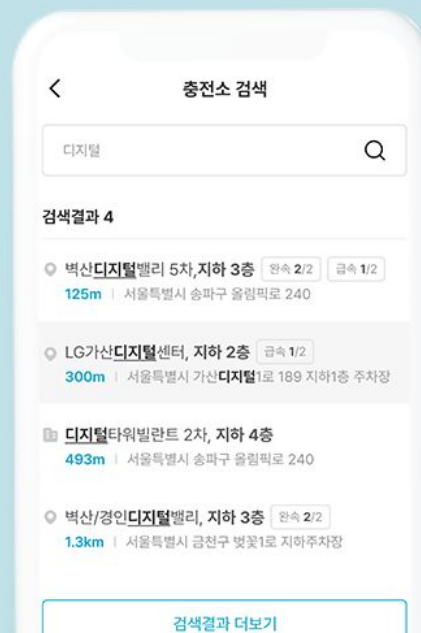 충전소 검색
디지털
검색결과 4
벽산디지털밸리 5차,지하 3층 완속 2/2 급속 1/2
125m | 서울특별시 송파구 올림픽로 240
LG가산디지털센터, 지하 2층 급속 1/2
300m | 서울특별시 가산디지털1로 189 지하1층 주차장
디지털타워빌란트 2차, 지하 4층
493m | 서울특별시 송파구 올림픽로 240
벽산/경인디지털밸리, 지하 3층 완속 2/2
1.3km | 서울특별시 금천구 벚꽃1로 지하주차장
검색결과 더보기